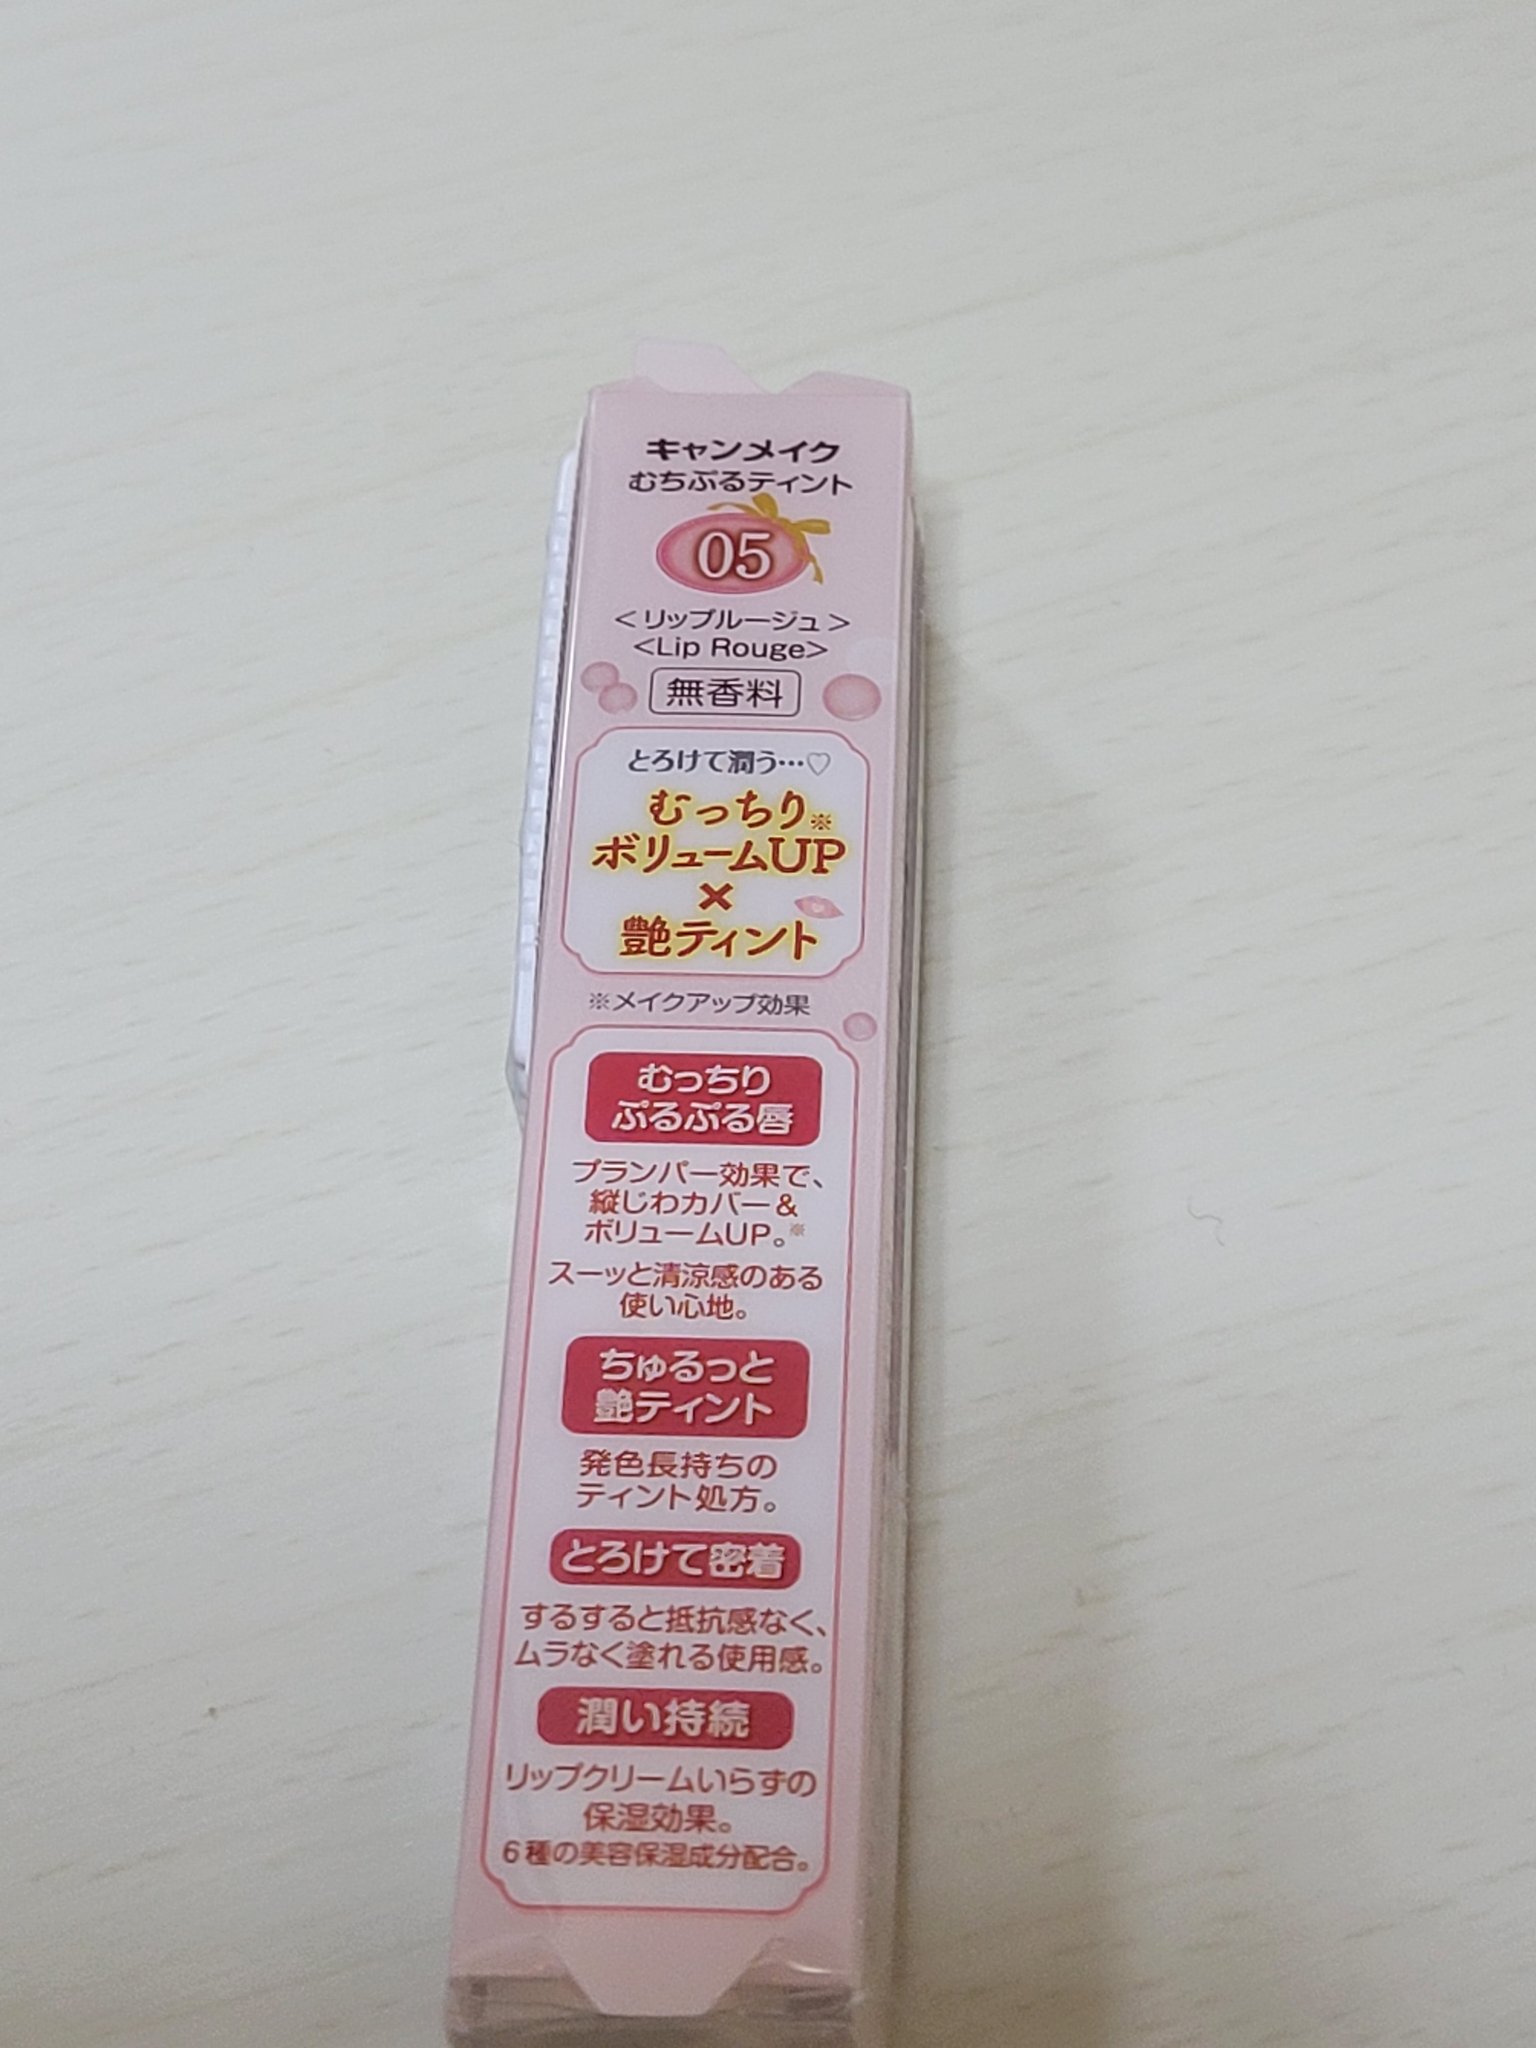 キャンメイク
むちぷるティント
05
＜リップルージュ＞
<Lip Rouge>
無香料
とろけて潤う…♡
むっちり※
ボリュームUP
×
艶ティント
※メイクアップ効果
むっちり
ぷるぷる唇
プランパー効果で、
縦じわカバー＆
ボリュームUP。※
スーッと清涼感のある
使い心地。
ちゅるっと
艶ティント
発色長持ちの
ティント処方。
とろけて密着
するすると抵抗感なく、
ムラなく塗れる使用感。
潤い持続
リップクリームいらずの
保湿効果。
6種の美容保湿成分配合。